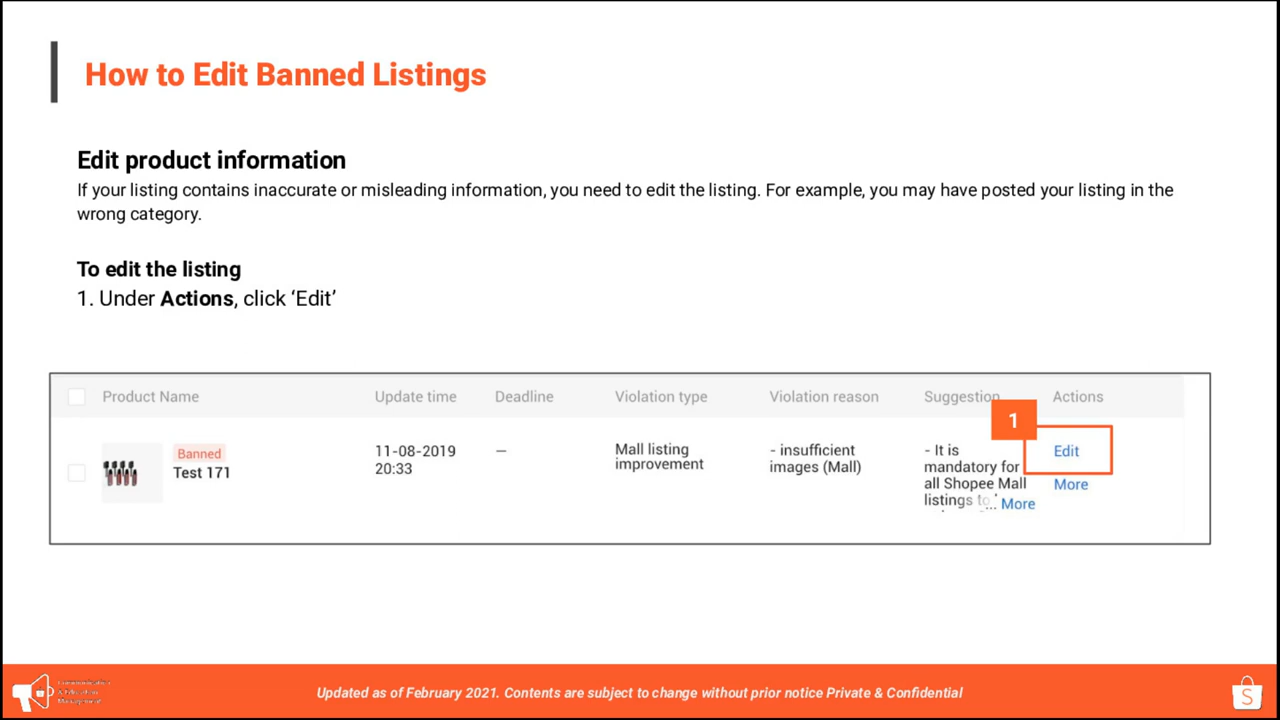 How to Edit Banned Listings
Edit product information
If your listing contains inaccurate or misleading information, you need to edit the listing. For example, you may have posted your listing in the
wrong category.
To edit the listing
1. Under Actions, click ‘Edit’
Product Name Update time Deadline Violation type Violation reason Suggestion Actions
1
Banned
Test 171
11-08-2019
20:33
—
Mall listing
improvement
- insufficient
images (Mall)
- It is
mandatory for
all Shopee Mall
listings to
... More
Edit
More
Updated as of February 2021. Contents are subject to change without prior notice Private & Confidential
S